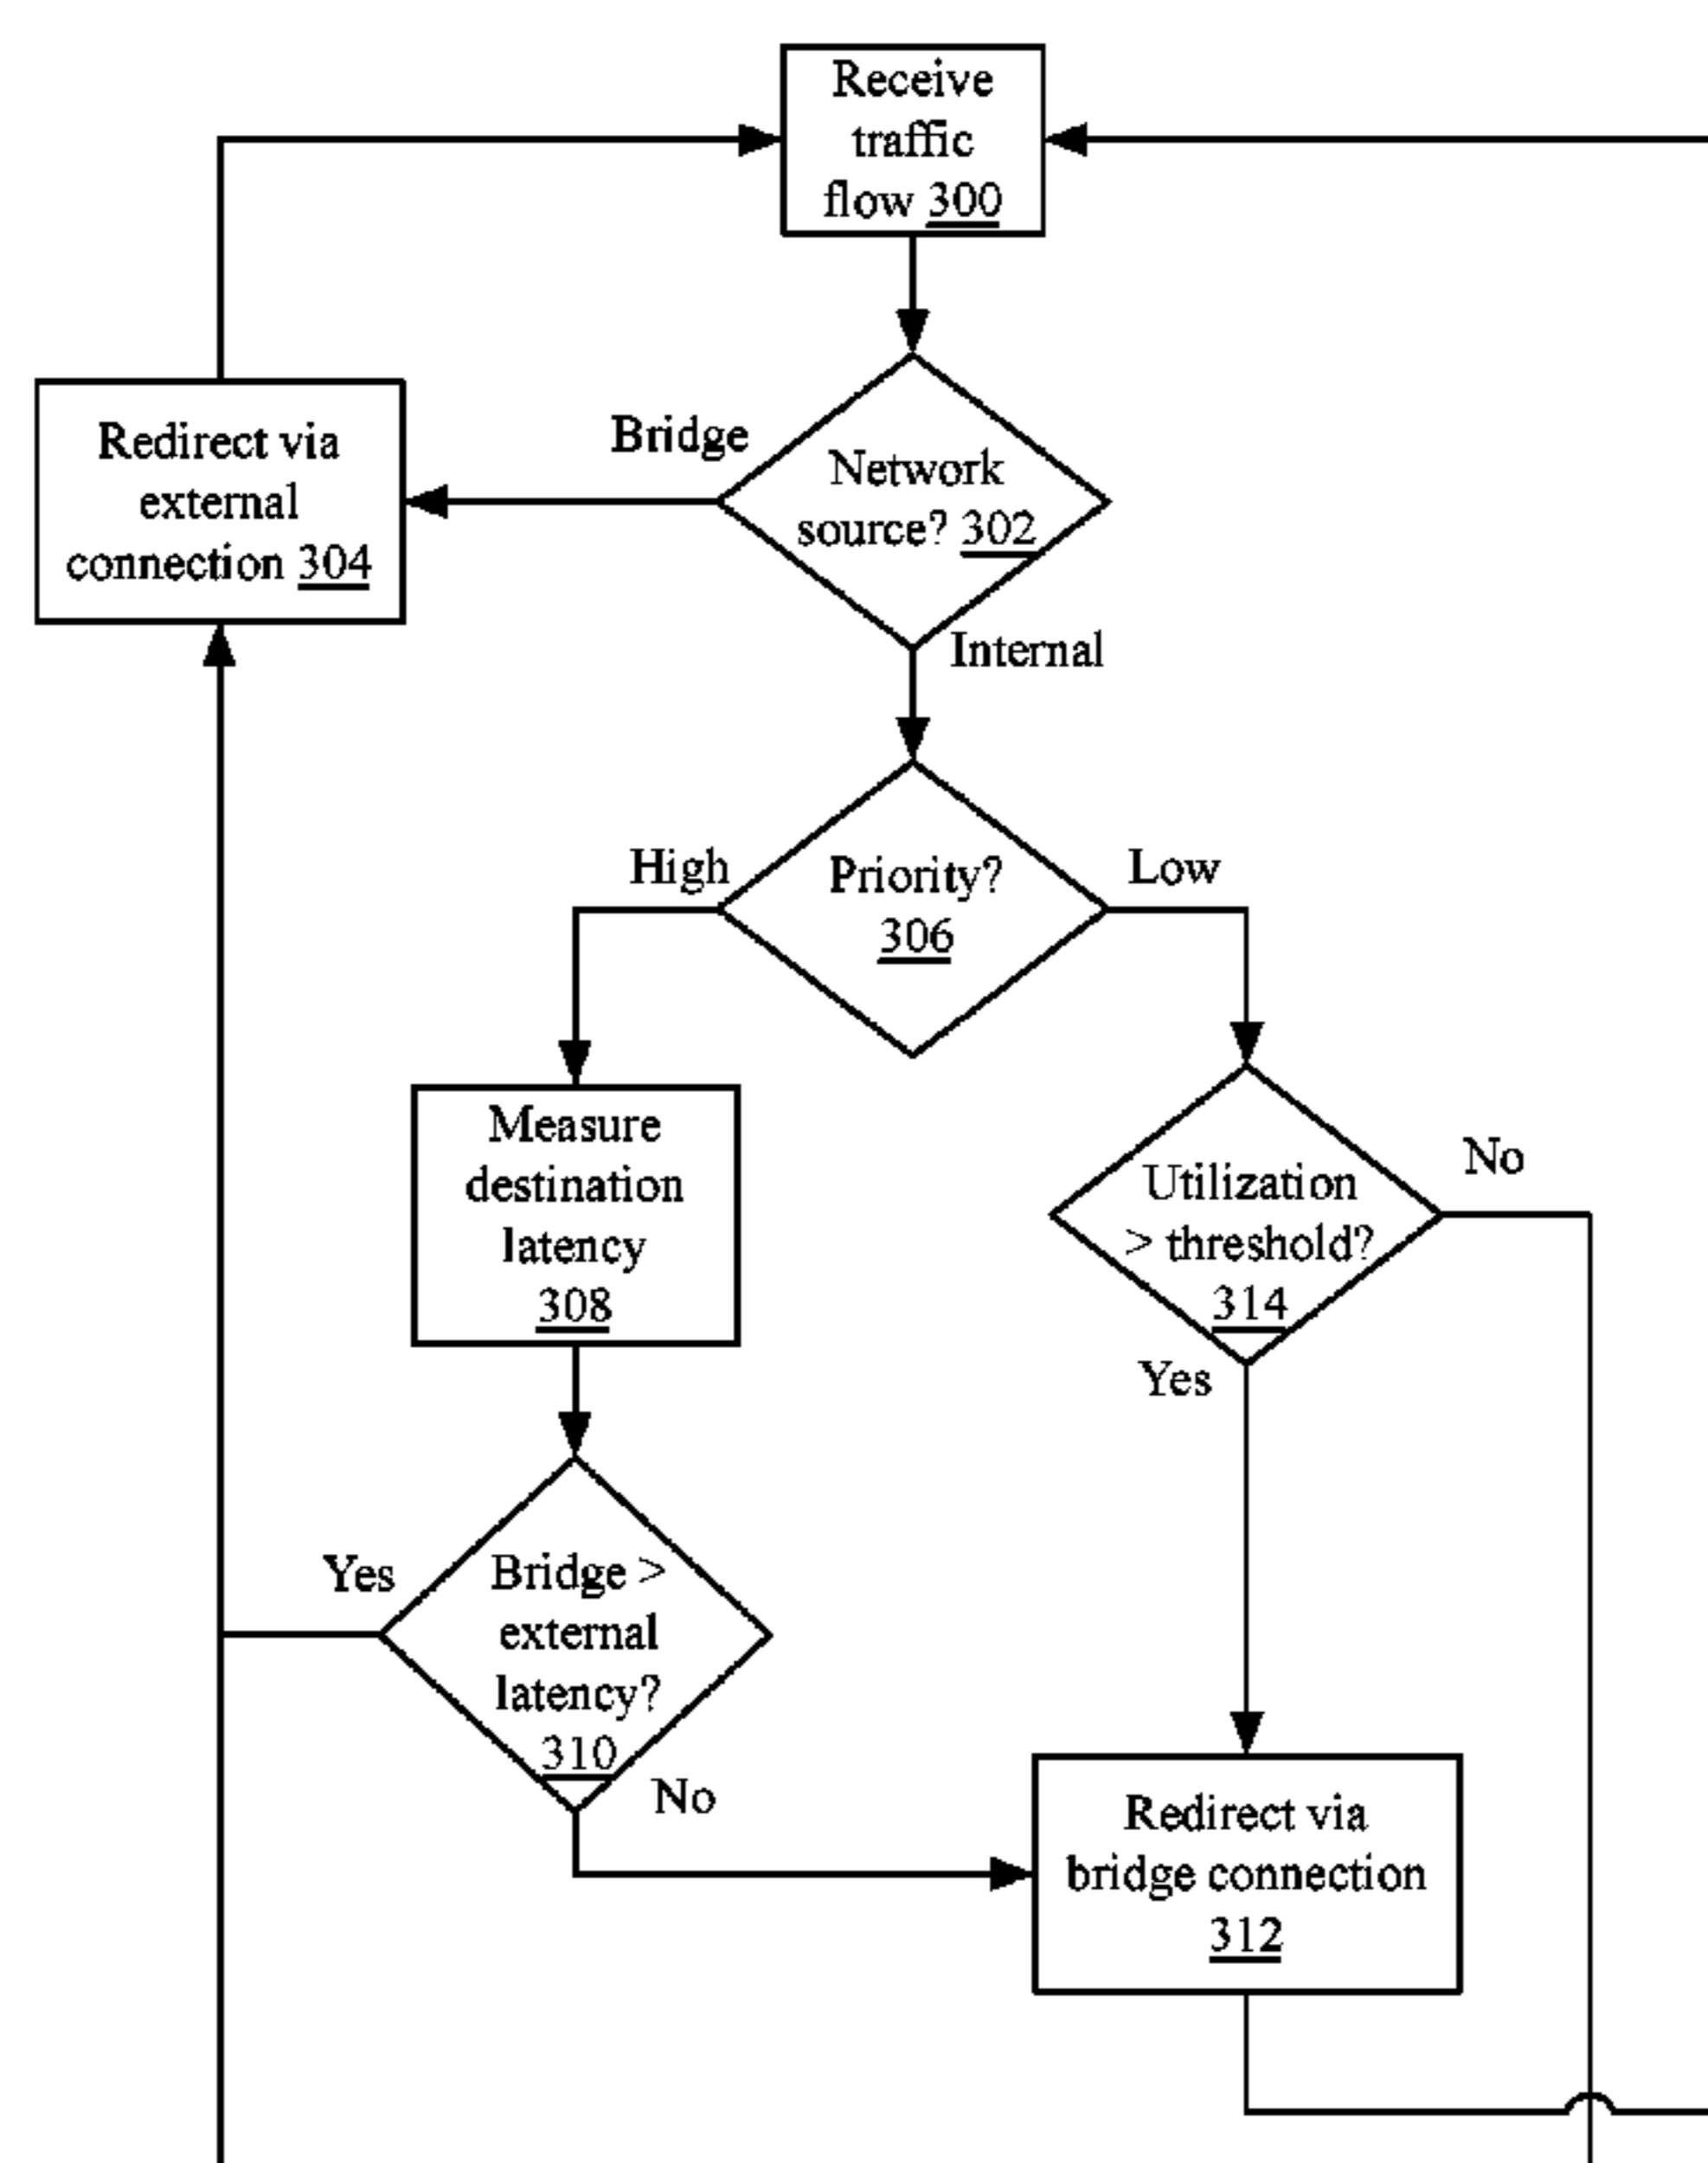 Receive
traffic
flow 300
Bridge
Network
source? 302
Redirect via
external
connection 304
Internal
High
Priority?
306
Low
Measure
destination
latency
308
Utilization
> threshold?
314
No
Yes
Yes
Bridge >
external
latency?
310
No
Redirect via
bridge connection
312